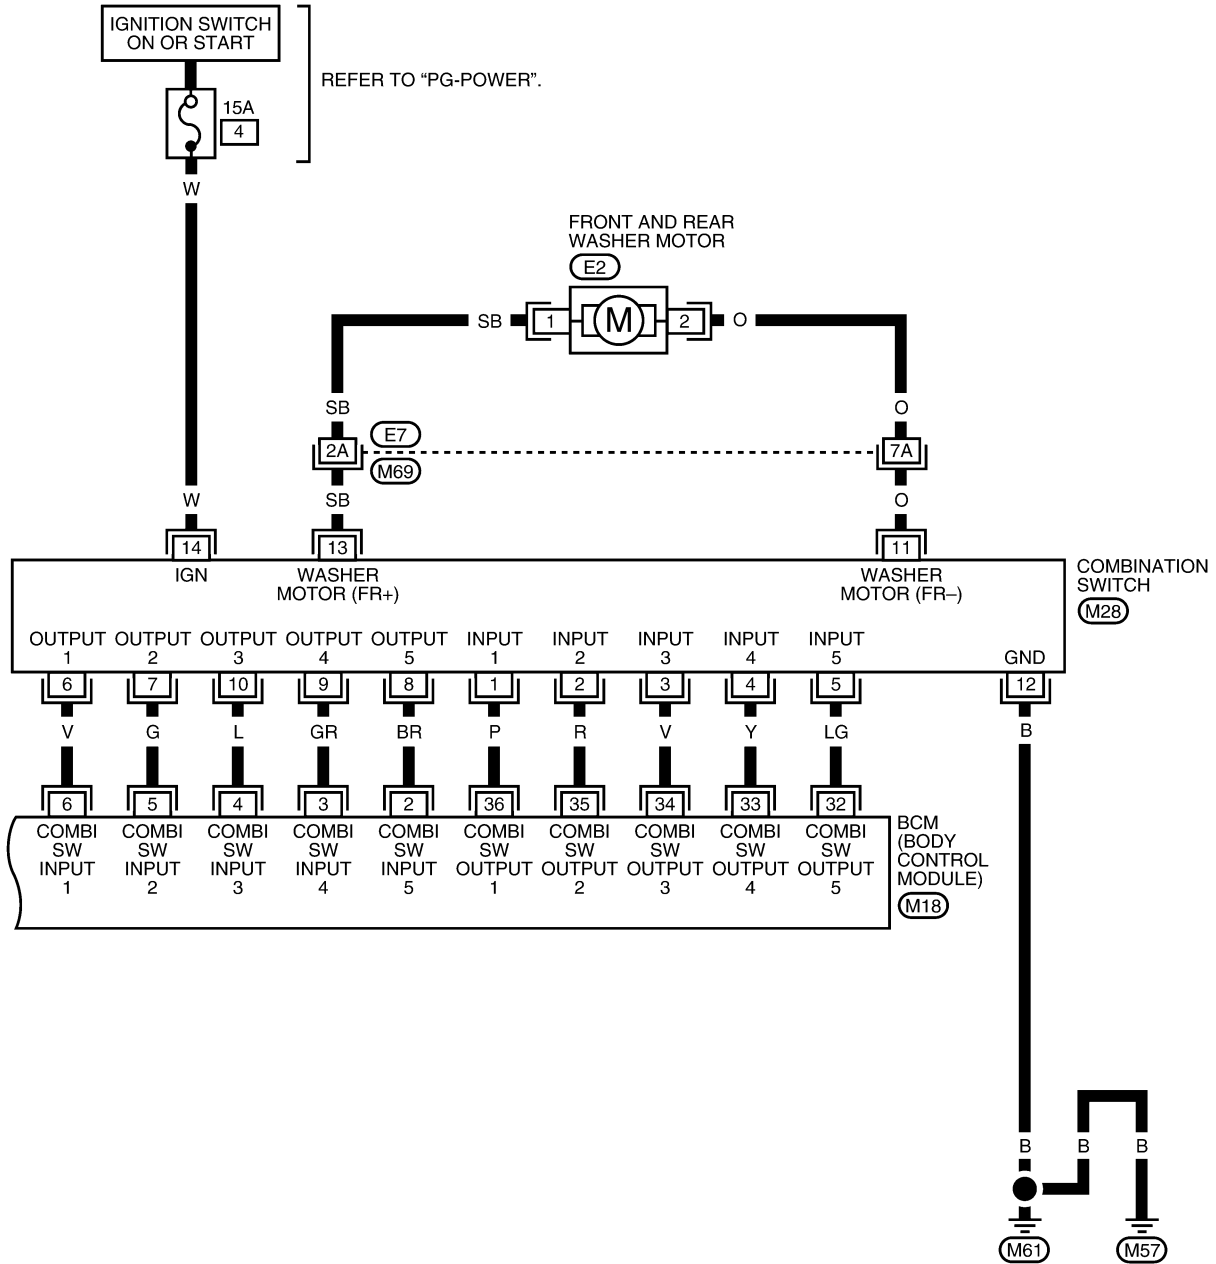 IGNITION SWITCH
ON OR START
REFER TO “PG-POWER”.
15A
4
W
FRONT AND REAR
WASHER MOTOR
E2
SB
1
M
2
O
SB
O
E7
2A
7A
M69
W
SB
O
14
13
11
IGN
WASHER
MOTOR (FR+)
WASHER
MOTOR (FR–)
COMBINATION
SWITCH
M28
OUTPUT
1
OUTPUT
2
OUTPUT
3
OUTPUT
4
OUTPUT
5
INPUT
1
INPUT
2
INPUT
3
INPUT
4
INPUT
5
GND
6
7
10
9
8
1
2
3
4
5
12
V
G
L
GR
BR
P
R
V
Y
LG
B
6
5
4
3
2
36
35
34
33
32
COMBI
SW
INPUT
1
COMBI
SW
INPUT
2
COMBI
SW
INPUT
3
COMBI
SW
INPUT
4
COMBI
SW
INPUT
5
COMBI
SW
OUTPUT
1
COMBI
SW
OUTPUT
2
COMBI
SW
OUTPUT
3
COMBI
SW
OUTPUT
4
COMBI
SW
OUTPUT
5
BCM
(BODY
CONTROL
MODULE)
M18
B
B
B
M61
M57